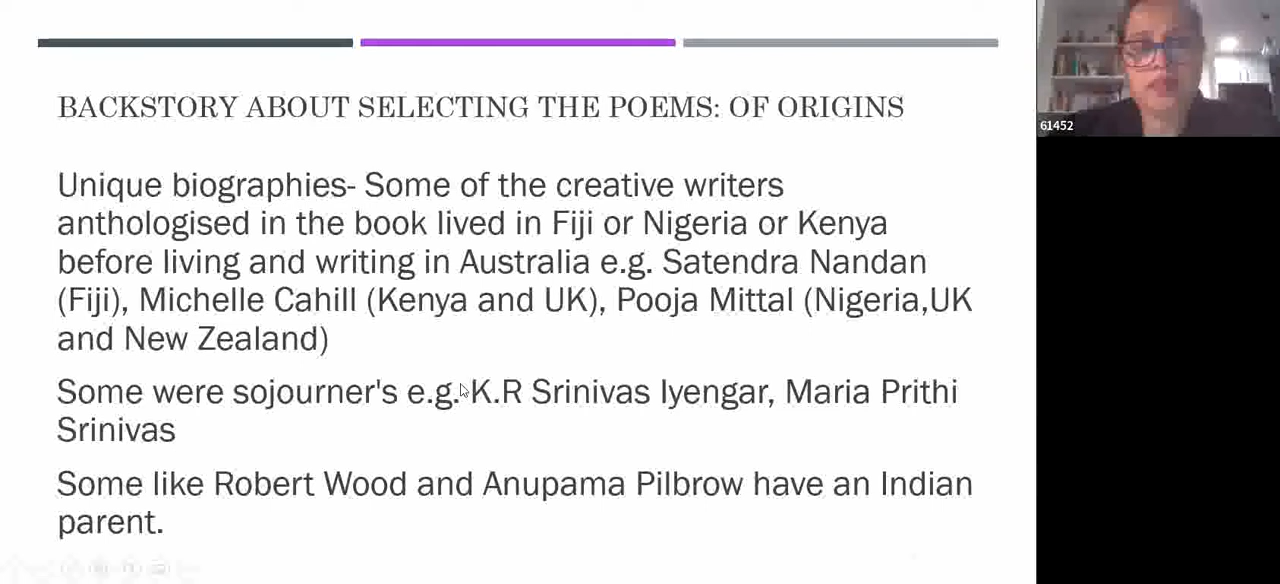 BACKSTORY ABOUT SELECTING THE POEMS: OF ORIGINS
Unique biographies- Some of the creative writers
anthologised in the book lived in Fiji or Nigeria or Kenya
before living and writing in Australia e.g. Satendra Nandan
(Fiji), Michelle Cahill (Kenya and UK), Pooja Mittal (Nigeria,UK
and New Zealand)
Some were sojourner's e.g. K.R Srinivas Iyengar, Maria Prithi
Srinivas
Some like Robert Wood and Anupama Pilbrow have an Indian
parent.
61452